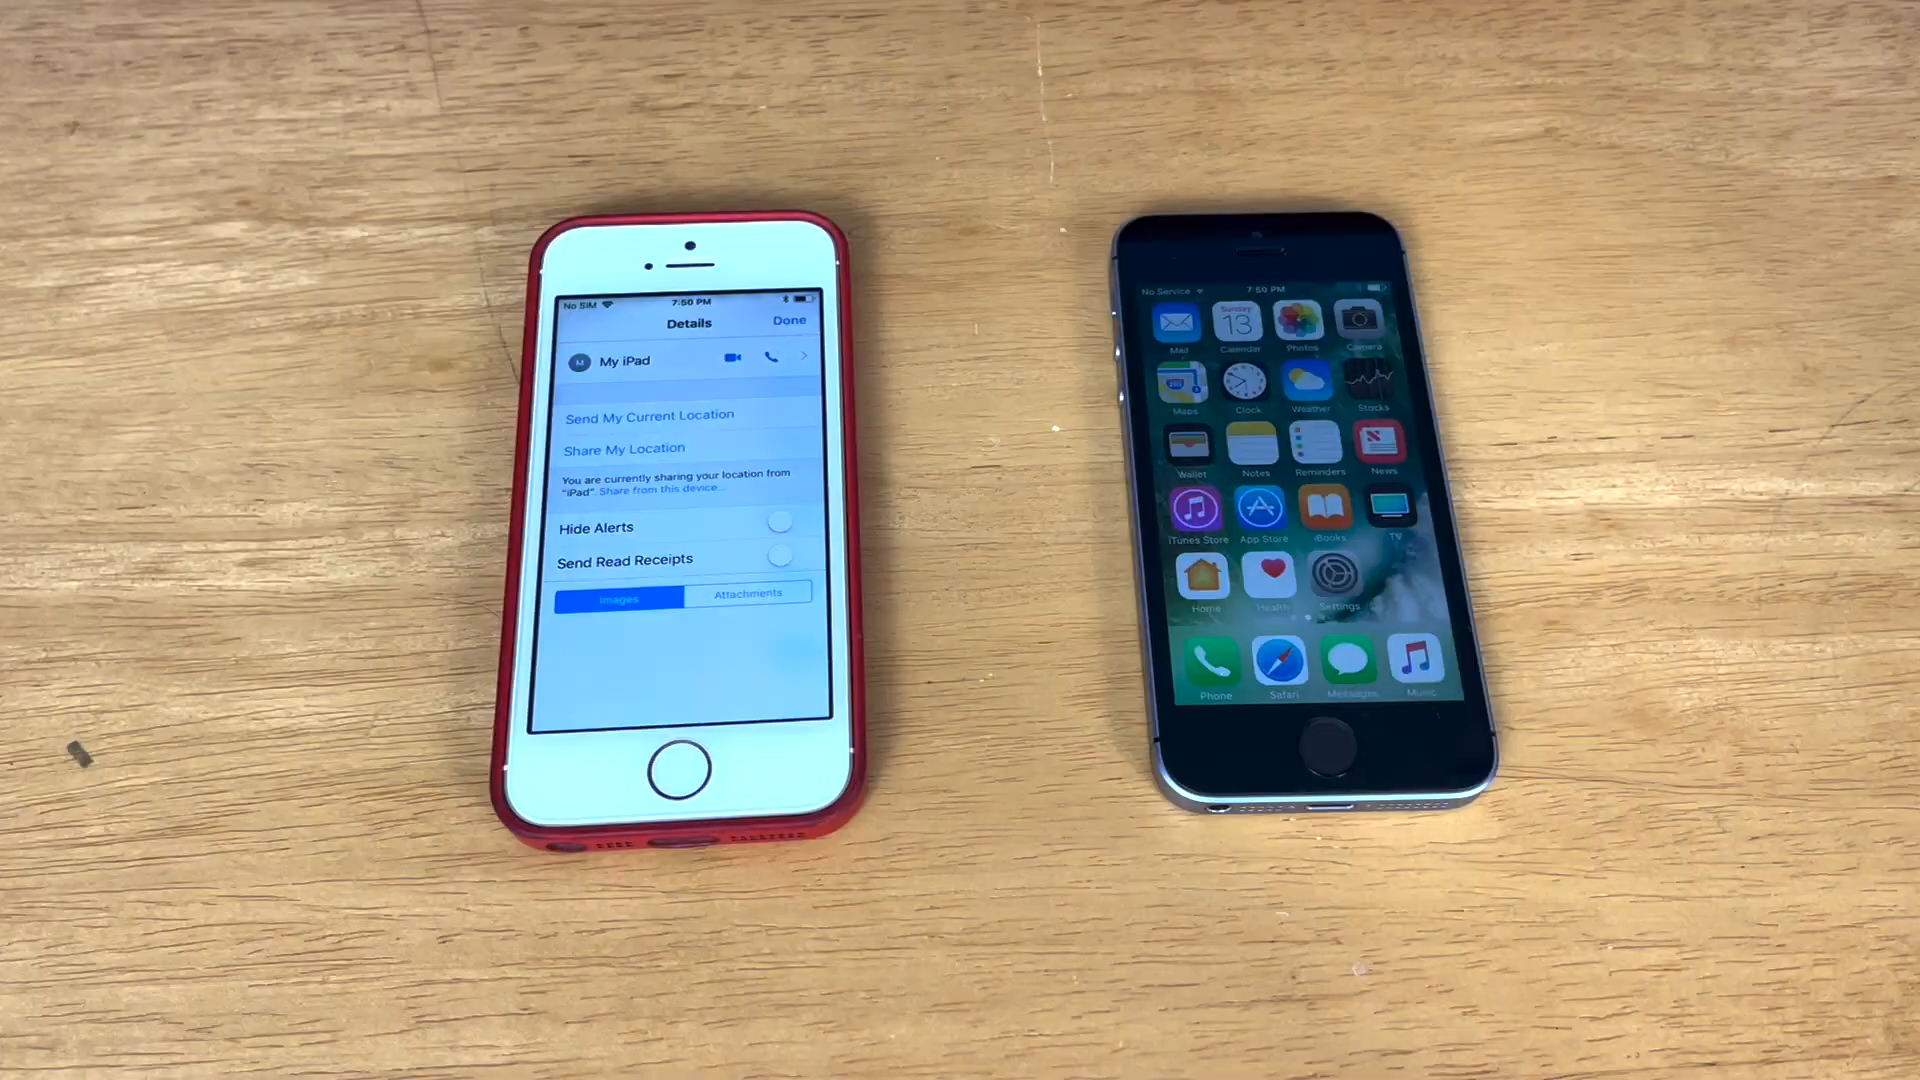 No SIM 7:50 PM
Details Done
M My iPad
Send My Current Location
Share My Location
You are currently sharing your location from
"iPad". Share from this device...
Hide Alerts
Send Read Receipts
Images Attachments
No Service 7:50 PM
Sunday
13
Mail Calendar Photos Camera
280
Maps Clock Weather Stocks
Wallet Notes Reminders News
iTunes Store App Store iBooks TV
Home Health Settings
Phone Safari Messages Music